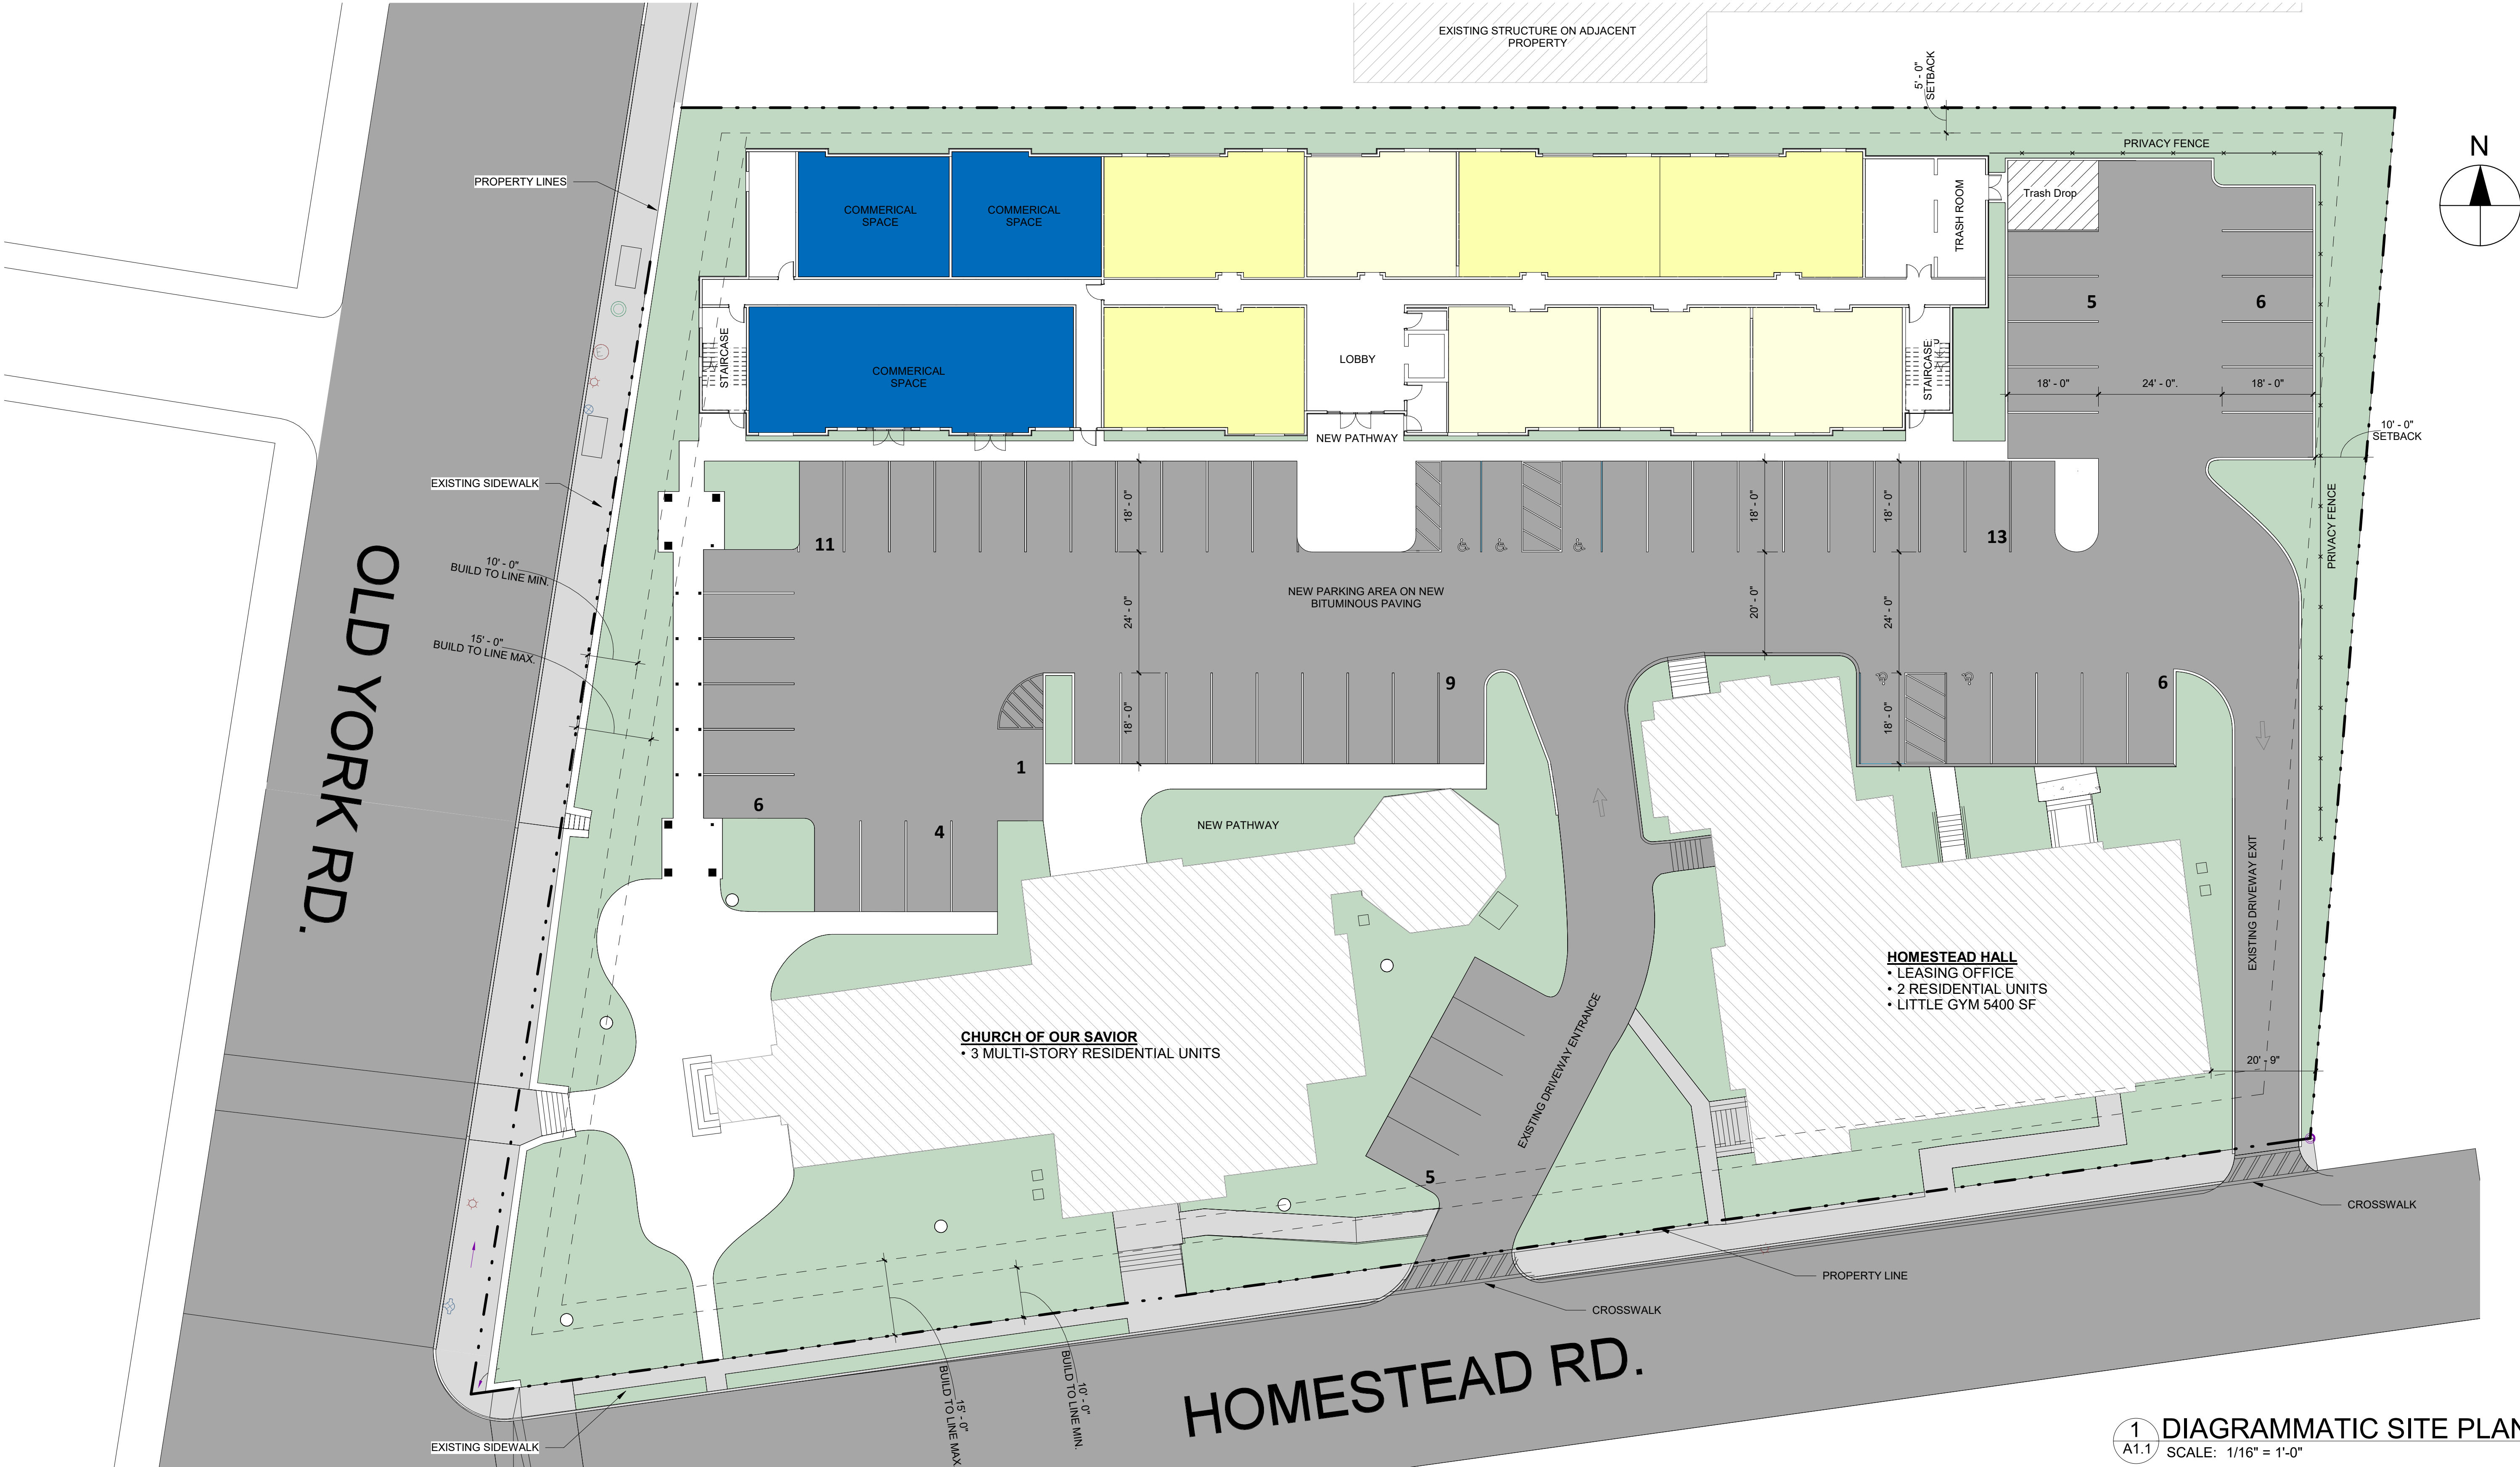 EXISTING STRUCTURE ON ADJACENT
PROPERTY
5' - 0"
SETBACK
N
PRIVACY FENCE
PROPERTY LINES
COMMERICAL
SPACE
COMMERICAL
SPACE
TRASH ROOM
Trash Drop
5
6
STAIRCASE
LOBBY
COMMERICAL
SPACE
STAIRCASE
18' - 0"
24' - 0".
18' - 0"
10' - 0"
SETBACK
NEW PATHWAY
EXISTING SIDEWALK
PRIVACY FENCE
18' - 0"
18' - 0"
18' - 0"
11
13
10' - 0"
BUILD TO LINE MIN.
NEW PARKING AREA ON NEW
BITUMINOUS PAVING
24' - 0"
20' - 0"
24' - 0"
15' - 0"
BUILD TO LINE MAX.
OLD YORK RD.
9
6
18' - 0"
18' - 0"
1
6
4
NEW PATHWAY
EXISTING DRIVEWAY EXIT
HOMESTEAD HALL
• LEASING OFFICE
• 2 RESIDENTIAL UNITS
• LITTLE GYM 5400 SF
CHURCH OF OUR SAVIOR
• 3 MULTI-STORY RESIDENTIAL UNITS
EXISTING DRIVEWAY ENTRANCE
20' - 9"
5
CROSSWALK
PROPERTY LINE
CROSSWALK
15' - 0"
BUILD TO LINE MAX.
10' - 0"
BUILD TO LINE MIN.
HOMESTEAD RD.
EXISTING SIDEWALK
1
A1.1
DIAGRAMMATIC SITE PLAN
SCALE: 1/16" = 1'-0"